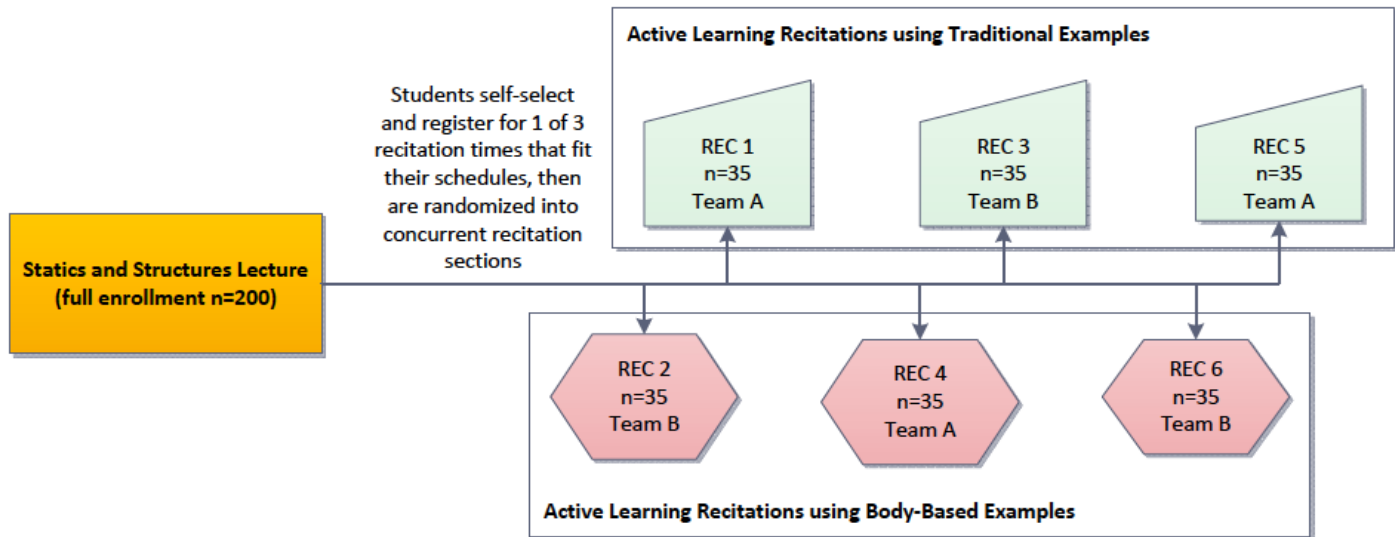 Active Learning Recitations using Traditional Examples
Students self-select
and register for 1 of 3
recitation times that fit
their schedules, then
are randomized into
concurrent recitation
sections
REC 1
n=35
Team A
REC 3
n=35
Team B
REC 5
n=35
Team A
Statics and Structures Lecture
(full enrollment n=200)
REC 2
n=35
Team B
REC 4
n=35
Team A
REC 6
n=35
Team B
Active Learning Recitations using Body-Based Examples